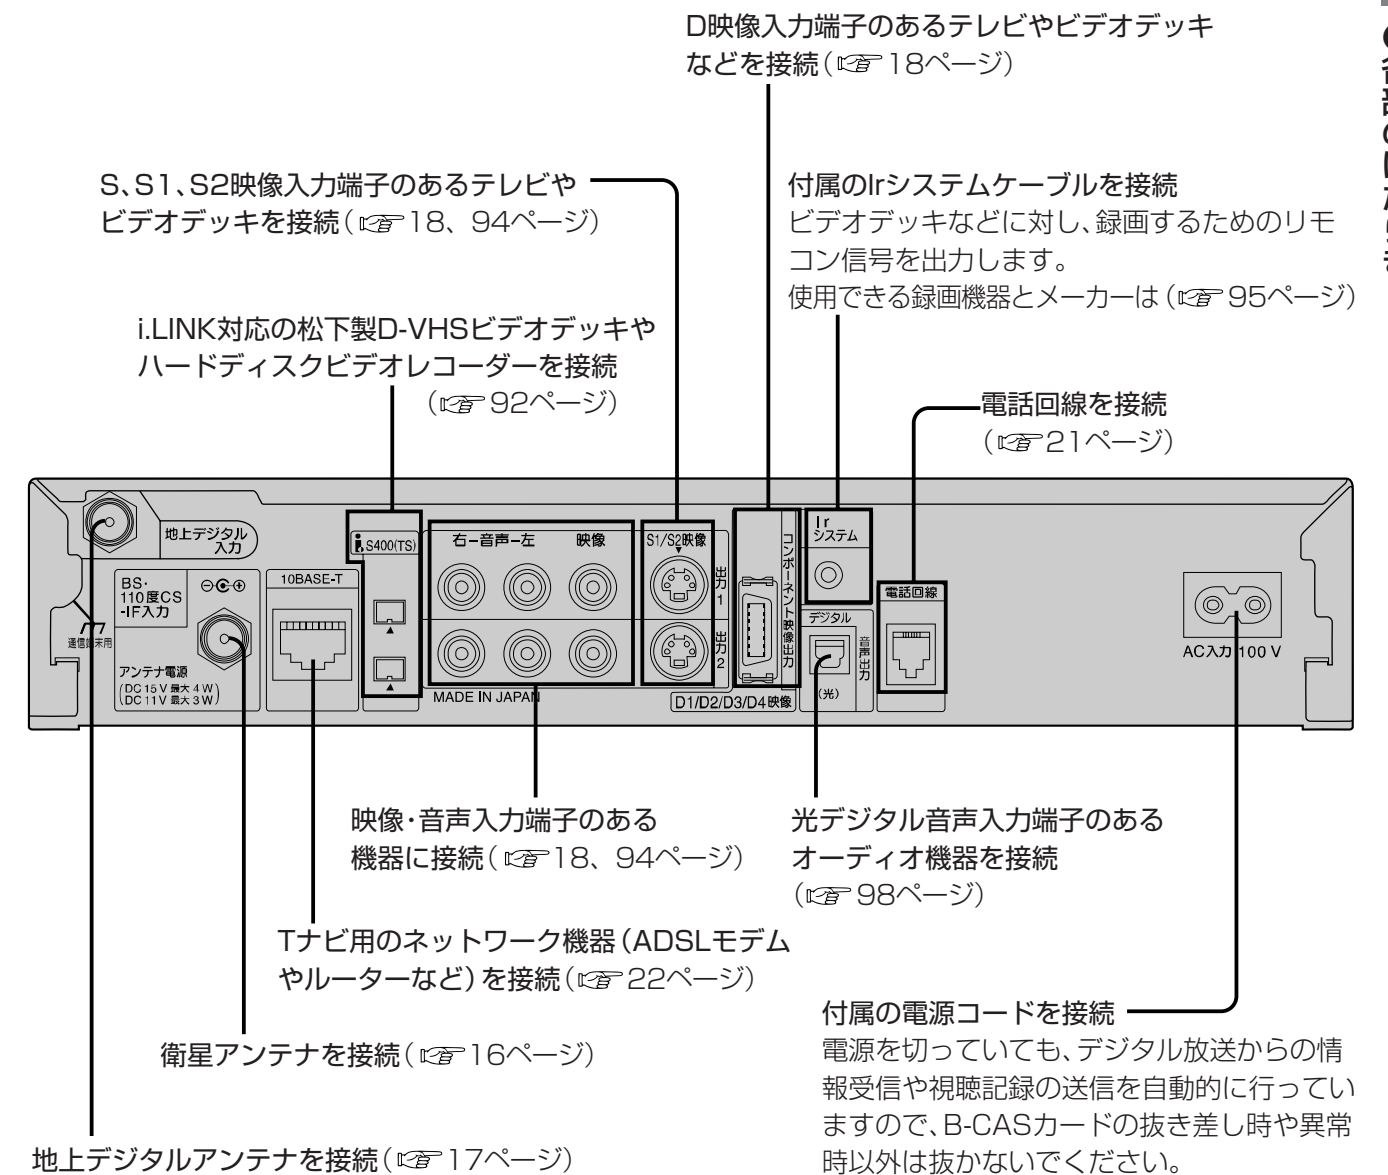 D映像入力端子のあるテレビやビデオデッキ
などを接続(☞18ページ)
S、S1、S2映像入力端子のあるテレビや
ビデオデッキを接続(☞18、94ページ)
付属のIrシステムケーブルを接続
ビデオデッキなどに対し、録画するためのリモ
コン信号を出力します。
使用できる録画機器とメーカーは(☞95ページ)
i.LINK対応の松下製D-VHSビデオデッキや
ハードディスクビデオレコーダーを接続
(☞92ページ)
電話回線を接続
(☞21ページ)
地上デジタル
入力
BS・
110度CS
-IF入力
通信端末用
アンテナ電源
(DC15V 最大4W)
(DC11V 最大3W)
10BASE-T
i S400(TS)
右-音声-左
映像
S1/S2映像
出力1
出力2
MADE IN JAPAN
コンポーネント映像出力
D1/D2/D3/D4映像
Ir
システム
デジタル
音声出力
(光)
電話回線
AC入力 100 V
映像・音声入力端子のある
機器に接続(☞18、94ページ)
光デジタル音声入力端子のある
オーディオ機器を接続
(☞98ページ)
Tナビ用のネットワーク機器(ADSLモデム
やルーターなど)を接続(☞22ページ)
衛星アンテナを接続(☞16ページ)
地上デジタルアンテナを接続(☞17ページ)
付属の電源コードを接続
電源を切っていても、デジタル放送からの情
報受信や視聴記録の送信を自動的に行ってい
ますので、B-CASカードの抜き差し時や異常
時以外は抜かないでください。